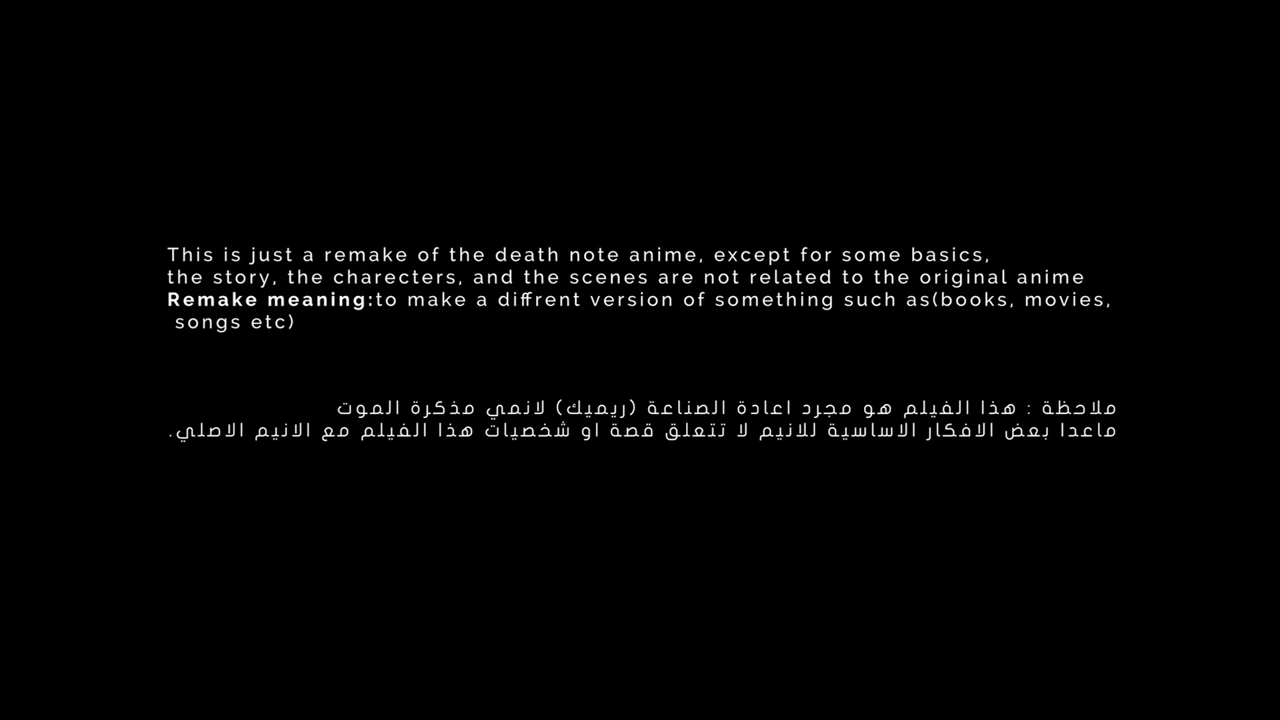 This is just a remake of the death note anime, except for some basics,
the story, the charecters, and the scenes are not related to the original anime
Remake meaning:to make a diffrent version of something such as(books, movies,
songs etc)
ملاحظة : هذا الفيلم هو مجرد اعادة الصناعة (ريميك) لانمي مذكرة الموت
ماعدا بعض الافكار الاساسية للانيم لا تتعلق قصة او شخصيات هذا الفيلم مع الانيم الاصلي.